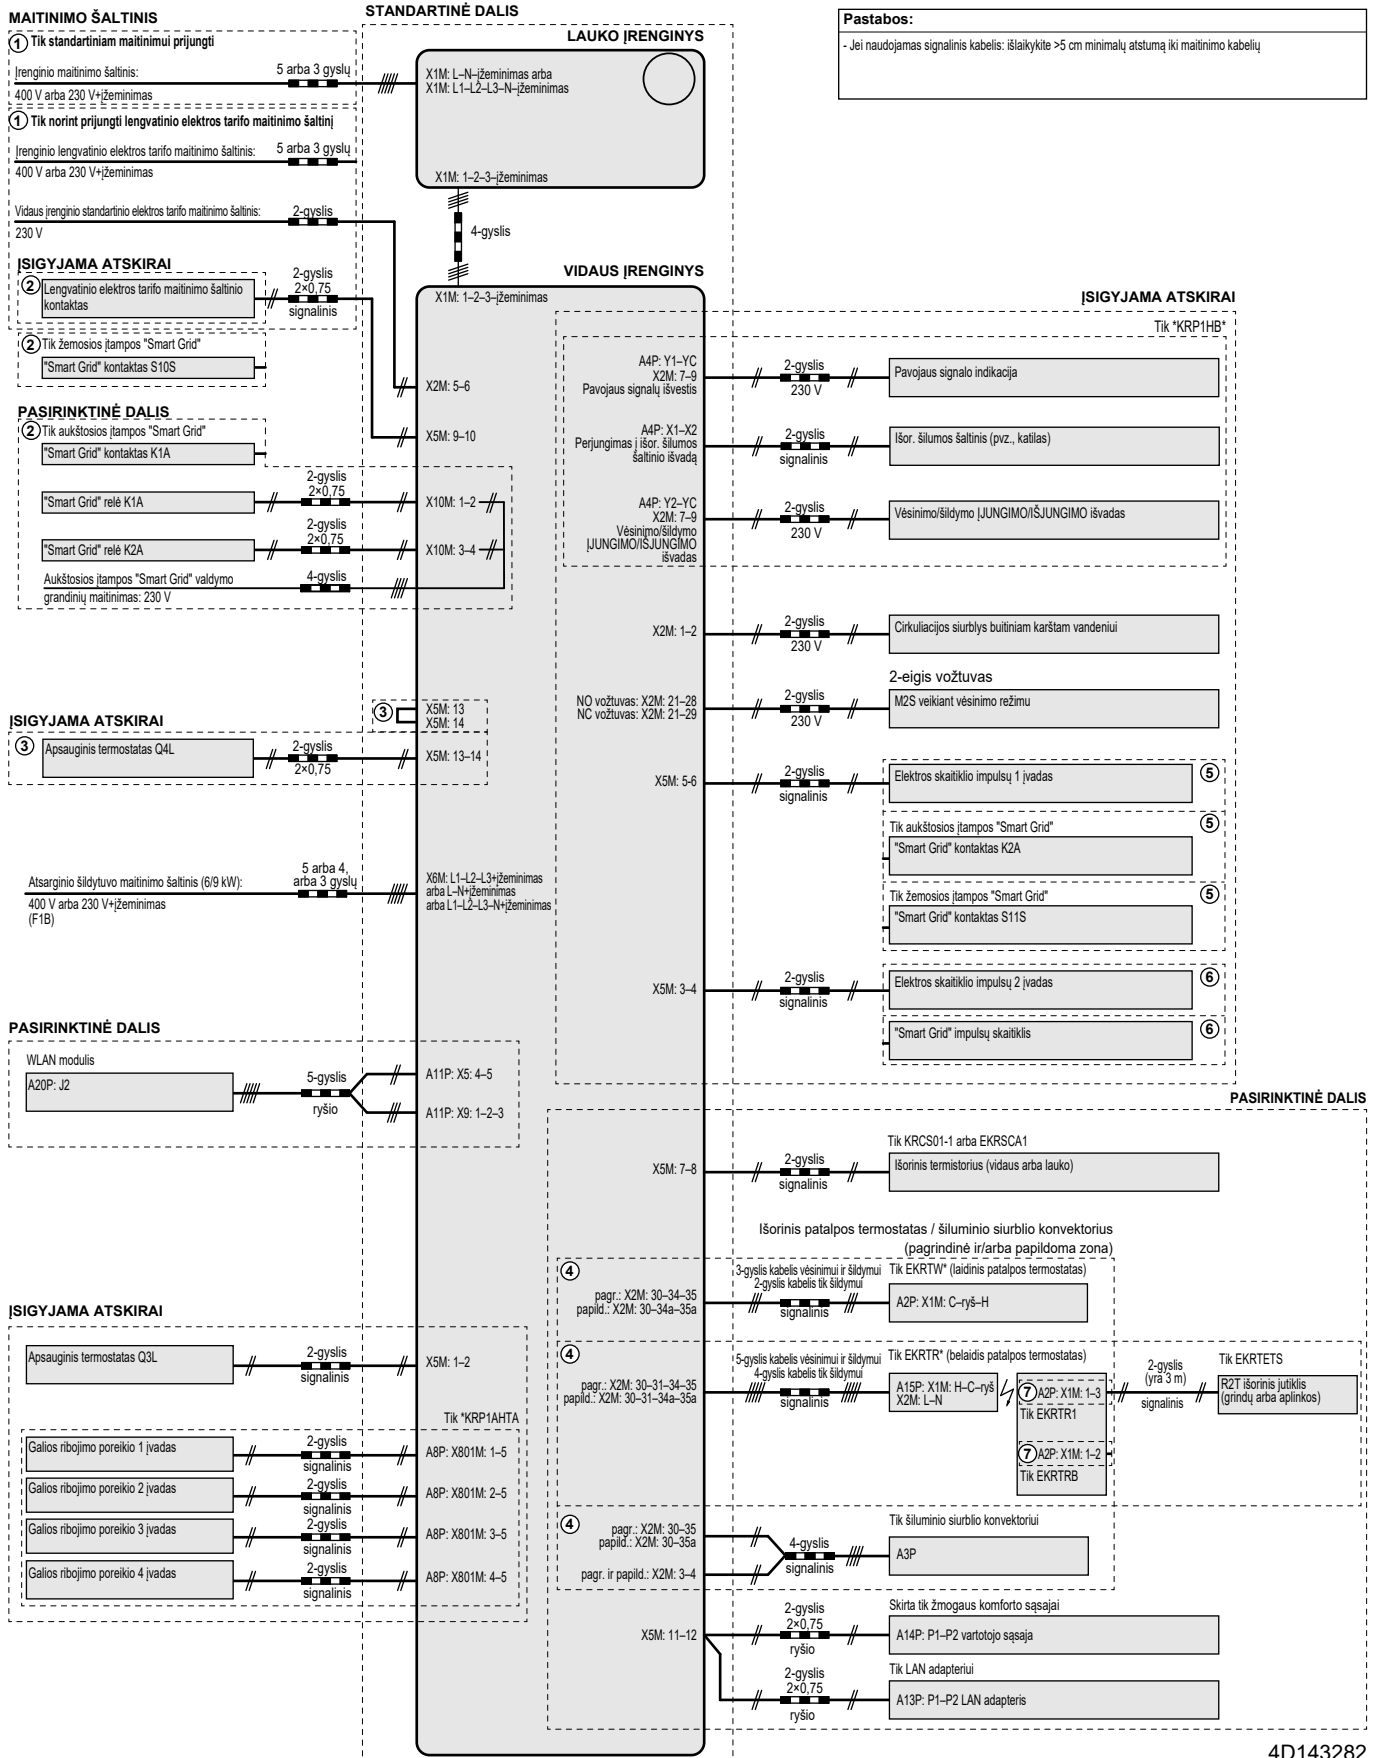 MAITINIMO ŠALTINIS
1 Tik standartiniam maitinimui prijungti
Įrenginio maitinimo šaltinis:
5 arba 3 gyslų
400 V arba 230 V+įžeminimas
1 Tik norint prijungti lengvatinio elektros tarifo maitinimo šaltinį
Įrenginio lengvatinio elektros tarifo maitinimo šaltinis:
5 arba 3 gyslų
400 V arba 230 V+įžeminimas
Vidaus įrenginio standartinio elektros tarifo maitinimo šaltinis:
2-gyslis
230 V
ĮSIGYJAMA ATSKIRAI
2 Lengvatinio elektros tarifo maitinimo šaltinio
kontaktas
2-gyslis
2×0,75
signalinis
2 Tik žemosios įtampos "Smart Grid"
"Smart Grid" kontaktas S10S
PASIRINKTINĖ DALIS
2 Tik aukštosios įtampos "Smart Grid"
"Smart Grid" kontaktas K1A
"Smart Grid" relė K1A
2-gyslis
2×0,75
"Smart Grid" relė K2A
2-gyslis
2×0,75
Aukštosios įtampos "Smart Grid" valdymo
grandinių maitinimas: 230 V
4-gyslis
ĮSIGYJAMA ATSKIRAI
3 Apsauginis termostatas Q4L
2-gyslis
2×0,75
Atsarginio šildytuvo maitinimo šaltinis (6/9 kW):
400 V arba 230 V+įžeminimas
(F1B)
5 arba 4,
arba 3 gyslų
PASIRINKTINĖ DALIS
WLAN modulis
A20P: J2
5-gyslis
ryšio
ĮSIGYJAMA ATSKIRAI
Apsauginis termostatas Q3L
2-gyslis
signalinis
Galios ribojimo poreikio 1 įvadas
2-gyslis
signalinis
Galios ribojimo poreikio 2 įvadas
2-gyslis
signalinis
Galios ribojimo poreikio 3 įvadas
2-gyslis
signalinis
Galios ribojimo poreikio 4 įvadas
2-gyslis
signalinis
STANDARTINĖ DALIS
LAUKO ĮRENGINYS
X1M: L–N–įžeminimas arba
X1M: L1–L2–L3–N–įžeminimas
X1M: 1–2–3–įžeminimas
4-gyslis
VIDAUS ĮRENGINYS
X1M: 1–2–3–įžeminimas
X2M: 5–6
X5M: 9–10
X10M: 1–2
X10M: 3–4
3
X5M: 13
X5M: 14
X5M: 13–14
X6M: L1–L2–L3+įžeminimas
arba L–N+įžeminimas
arba L1–L2–L3–N+įžeminimas
A11P: X5: 4–5
A11P: X9: 1–2–3
X5M: 1–2
Tik *KRP1AHTA
A8P: X801M: 1–5
A8P: X801M: 2–5
A8P: X801M: 3–5
A8P: X801M: 4–5
Pastabos:
- Jei naudojamas signalinis kabelis: išlaikykite >5 cm minimalų atstumą iki maitinimo kabelių
ĮSIGYJAMA ATSKIRAI
Tik *KRP1HB*
A4P: Y1–YC
X2M: 7–9
Pavojaus signalų išvestis
2-gyslis
230 V
Pavojaus signalo indikacija
A4P: X1–X2
Perjungimas į išor. šilumos
šaltinio išvadą
2-gyslis
signalinis
Išor. šilumos šaltinis (pvz., katilas)
A4P: Y2–YC
X2M: 7–9
Vėsinimo/šildymo
ĮJUNGIMO/IŠJUNGIMO
išvadas
2-gyslis
230 V
Vėsinimo/šildymo ĮJUNGIMO/IŠJUNGIMO išvadas
X2M: 1–2
2-gyslis
230 V
Cirkuliacijos siurblys buitiniam karštam vandeniui
2-eigis vožtuvas
NO vožtuvas: X2M: 21–28
NC vožtuvas: X2M: 21–29
2-gyslis
230 V
M2S veikiant vėsinimo režimu
X5M: 5-6
2-gyslis
signalinis
Elektros skaitiklio impulsų 1 įvadas
5
Tik aukštosios įtampos "Smart Grid"
5
"Smart Grid" kontaktas K2A
Tik žemosios įtampos "Smart Grid"
5
"Smart Grid" kontaktas S11S
X5M: 3–4
2-gyslis
signalinis
Elektros skaitiklio impulsų 2 įvadas
6
"Smart Grid" impulsų skaitiklis
6
PASIRINKTINĖ DALIS
Tik KRCS01-1 arba EKRSCA1
X5M: 7–8
2-gyslis
signalinis
Išorinis termistorius (vidaus arba lauko)
Išorinis patalpos termostatas / šiluminio siurblio konvektorius
(pagrindinė ir/arba papildoma zona)
4
3-gyslis kabelis vėsinimui ir šildymui
2-gyslis kabelis tik šildymui
Tik EKRTW* (laidinis patalpos termostatas)
pagr.: X2M: 30–34–35
papild.: X2M: 30–34a–35a
signalinis
A2P: X1M: C–ryš–H
4
5-gyslis kabelis vėsinimui ir šildymui
4-gyslis kabelis tik šildymui
Tik EKRTR* (belaidis patalpos termostatas)
pagr.: X2M: 30–31–34–35
papild.: X2M: 30–31–34a–35a
signalinis
A15P: X1M: H–C–ryš
X2M: L–N
7 A2P: X1M: 1–3
Tik EKRTR1
7 A2P: X1M: 1–2
Tik EKRTRB
2-gyslis
(yra 3 m)
signalinis
Tik EKRTETS
R2T išorinis jutiklis
(grindų arba aplinkos)
4
pagr.: X2M: 30–35
papild.: X2M: 30–35a
pagr. ir papild.: X2M: 3–4
4-gyslis
signalinis
Tik šiluminio siurblio konvektoriui
A3P
X5M: 11–12
2-gyslis
2×0,75
ryšio
Skirta tik žmogaus komforto sąsajai
A14P: P1–P2 vartotojo sąsaja
2-gyslis
2×0,75
ryšio
Tik LAN adapteriui
A13P: P1–P2 LAN adapteris
4D143282